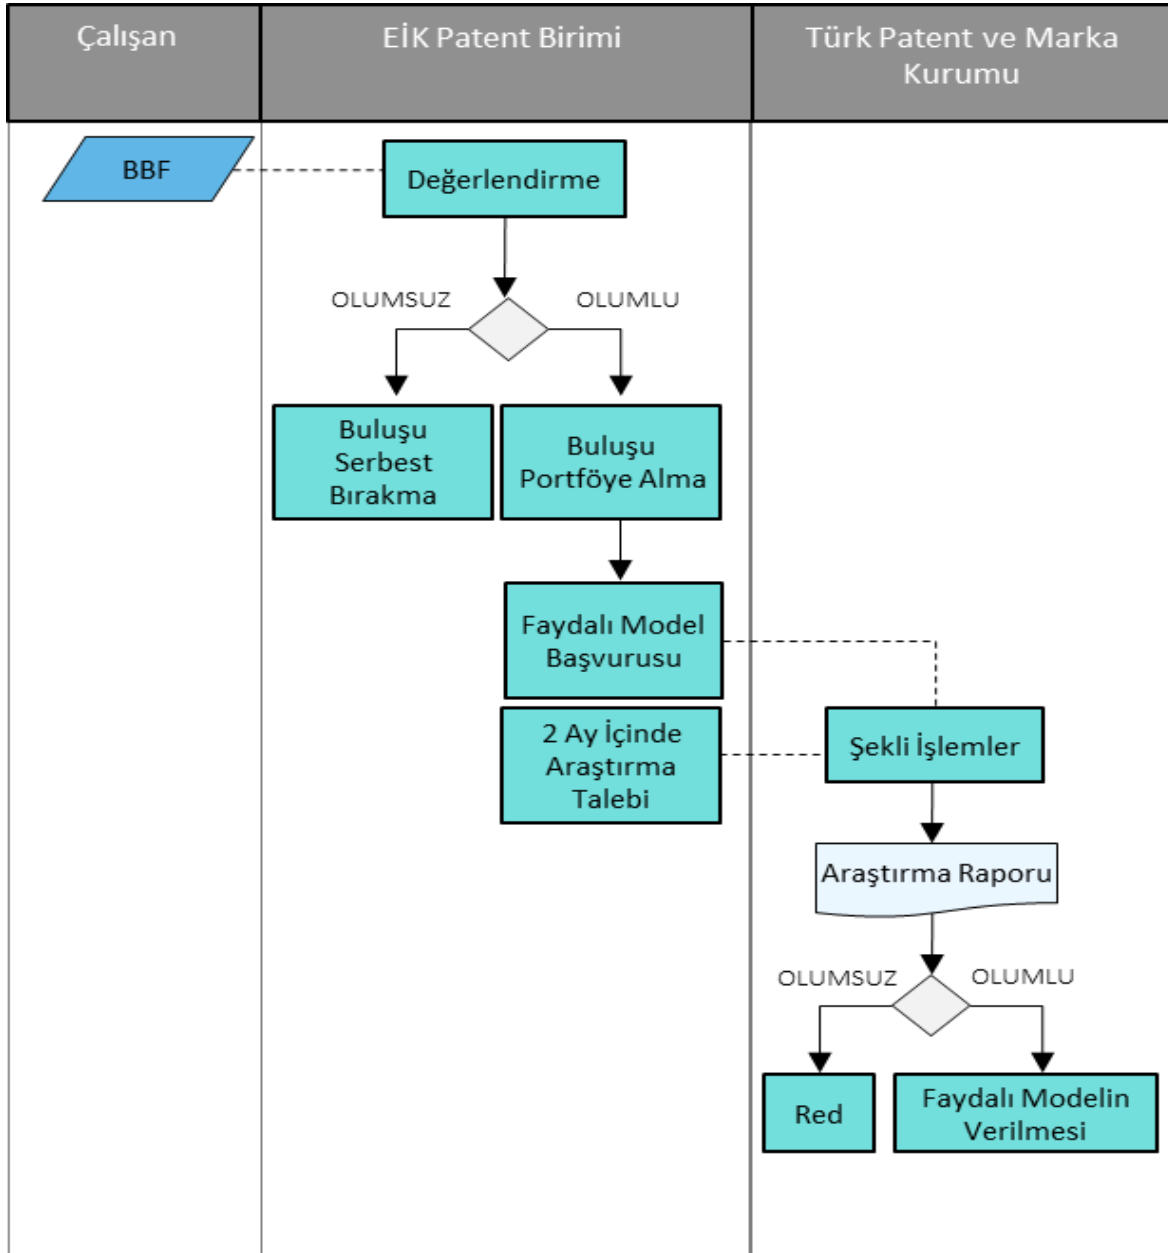 Çalışan
EİK Patent Birimi
Türk Patent ve Marka
Kurumu
BBF
Değerlendirme
OLUMSUZ
OLUMLU
Buluşu
Serbest
Bırakma
Buluşu
Portföye Alma
Faydalı Model
Başvurusu
2 Ay İçinde
Araştırma
Talebi
Şekli İşlemler
Araştırma Raporu
OLUMSUZ
OLUMLU
Red
Faydalı Modelin
Verilmesi